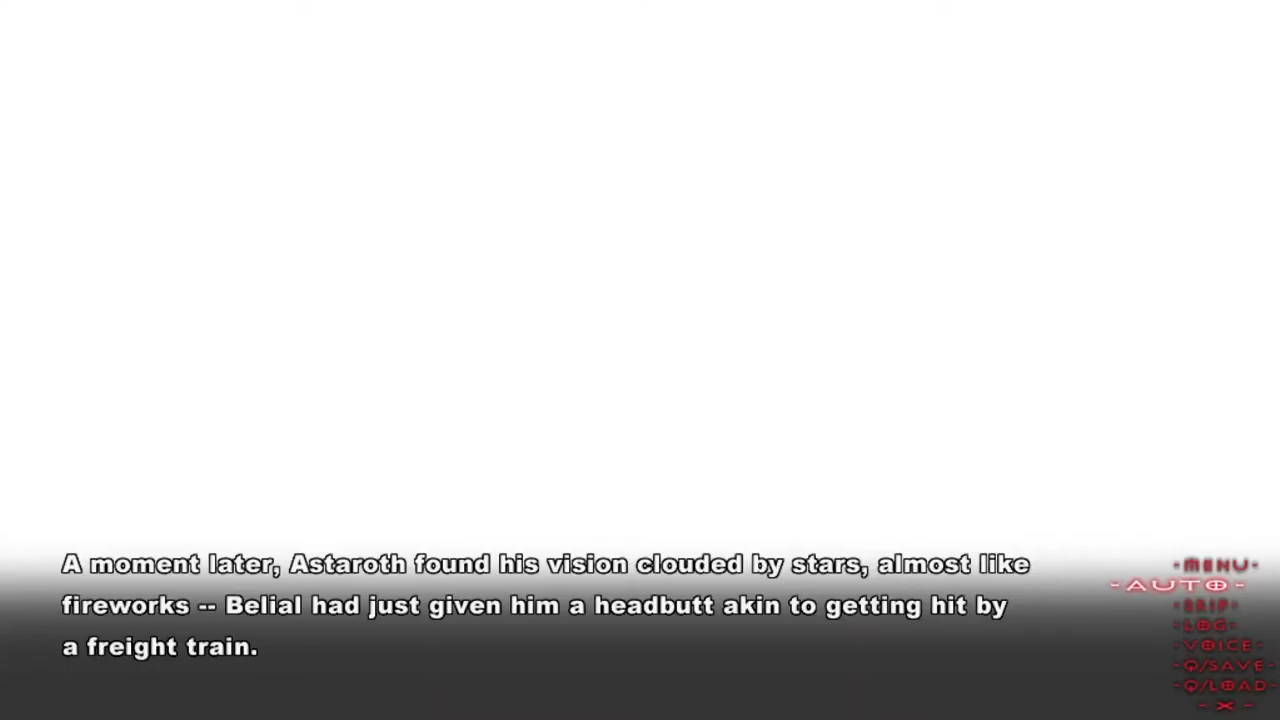 A moment later, Astaroth found his vision clouded by stars, almost like
fireworks -- Belial had just given him a headbutt akin to getting hit by
a freight train.
-MENU-
-AUTO-
-SKIP-
-LOG-
-VOICE-
-Q/SAVE-
-Q/LOAD-
-X-